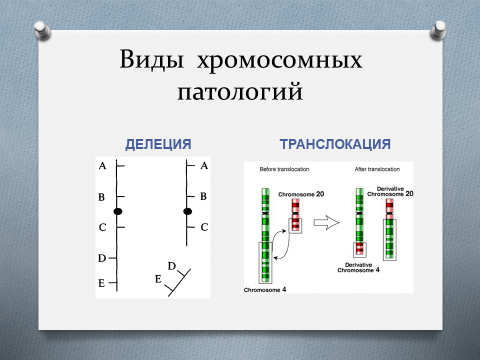 Виды хромосомных
патологий
ДЕЛЕЦИЯ
A
B
C
D
E
A
B
C
D
E
ТРАНСЛОКАЦИЯ
Before translocation
After translocation
Chromosome 20
Chromosome 4
Derivative
Chromosome 20
Derivative
Chromosome 4